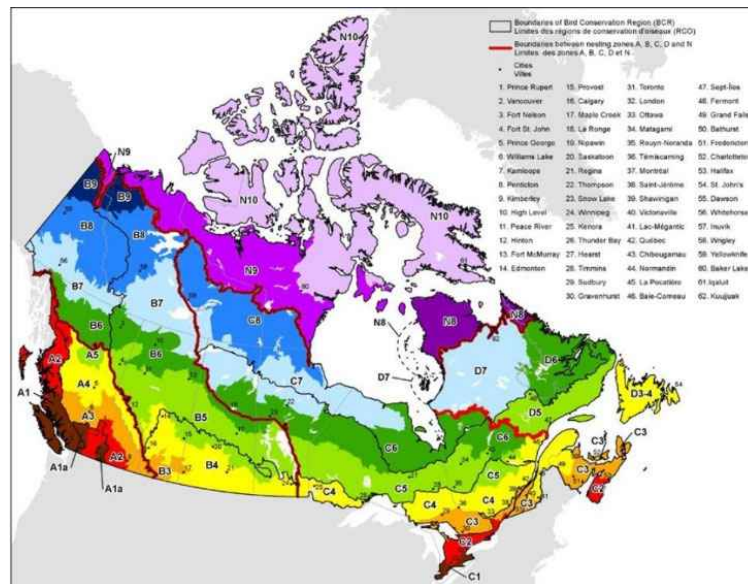 Boundaries of Bird Conservation Region (BCR)
Limites des régions de conservation d'oiseaux (RCO)
Boundaries between nesting zones A, B, C, D and N
Limites des zones A, B, C, D et N
Cities
Villes
1. Prince Rupert
2. Vancouver
3. Fort Nelson
4. Fort St. John
5. Prince George
6. Williams Lake
7. Kamloops
8. Penticton
9. Kimberley
10. High Level
11. Peace River
12. Hinton
13. Fort McMurray
14. Edmonton
15. Provost
16. Calgary
17. Maple Creek
18. La Ronge
19. Nipawin
20. Saskatoon
21. Regina
22. Thompson
23. Snow Lake
24. Winnipeg
25. Kenora
26. Thunder Bay
27. Hearst
28. Timmins
29. Sudbury
30. Gravenhurst
31. Toronto
32. London
33. Ottawa
34. Matagami
35. Rouyn-Noranda
36. Témiscaming
37. Montréal
38. Saint-Jérôme
39. Shawinigan
40. Victoriaville
41. Lac-Mégantic
42. Québec
43. Chibougamau
44. Normandin
45. La Pocatière
46. Baie-Comeau
47. Sept-Îles
48. Fermont
49. Grand Falls
50. Bathurst
51. Fredericton
52. Charlottetown
53. Halifax
54. St. John's
55. Dawson
56. Whitehorse
57. Inuvik
58. Wrigley
59. Yellowknife
60. Baker Lake
61. Iqaluit
62. Kuujjuak
N10
N9
B9
B9
N10
N10
B8
B8
N9
B7
B7
C8
N8
N8
D7
D7
D6
B6
B6
C7
A2
A5
A4
A3
A1
A2
A1a
A1a
B5
B3
B4
C6
C6
D5
D3-4
C5
C5
C4
C4
C4
C3
C3
C3
C3
C3
C2
C2
C1